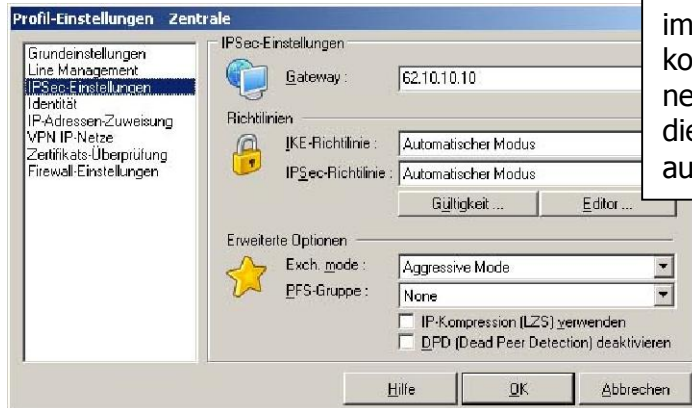 Profil-Einstellungen Zentrale
Grundeinstellungen
Line Management
IPSec-Einstellungen
Identität
IP-Adressen-Zuweisung
VPN IP-Netze
Zertifikats-Überprüfung
Firewall-Einstellungen
IPSec-Einstellungen
Gateway :
62.10.10.10
Richtlinien
IKE-Richtlinie :
Automatischer Modus
IPSec-Richtlinie :
Automatischer Modus
Gültigkeit ...
Editor ...
Erweiterte Optionen
Exch. mode :
Aggressive Mode
PFS-Gruppe :
None
IP-Kompression (LZS) verwenden
DPD (Dead Peer Detection) deaktivieren
Hilfe
OK
Abbrechen
im
ko
ne
die
au